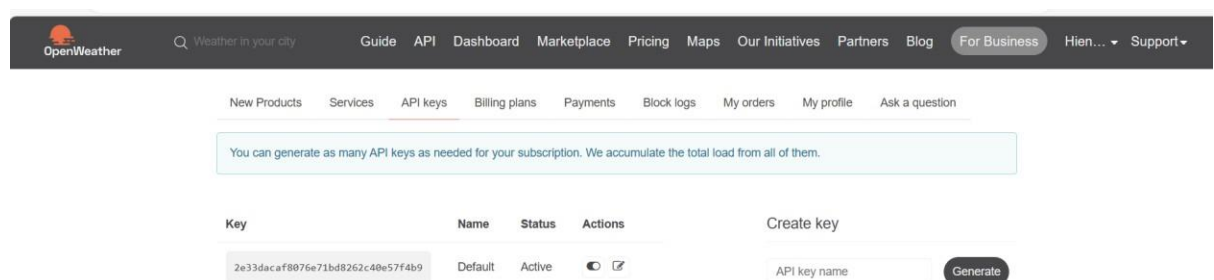 OpenWeather
Weather in your city
Guide API Dashboard Marketplace Pricing Maps Our Initiatives Partners Blog For Business Hien... Support
New Products Services API keys Billing plans Payments Block logs My orders My profile Ask a question
You can generate as many API keys as needed for your subscription. We accumulate the total load from all of them.
Key Name Status Actions
2e33dacaf8076e71bd8262c40e57f4b9 Default Active
Create key
API key name Generate